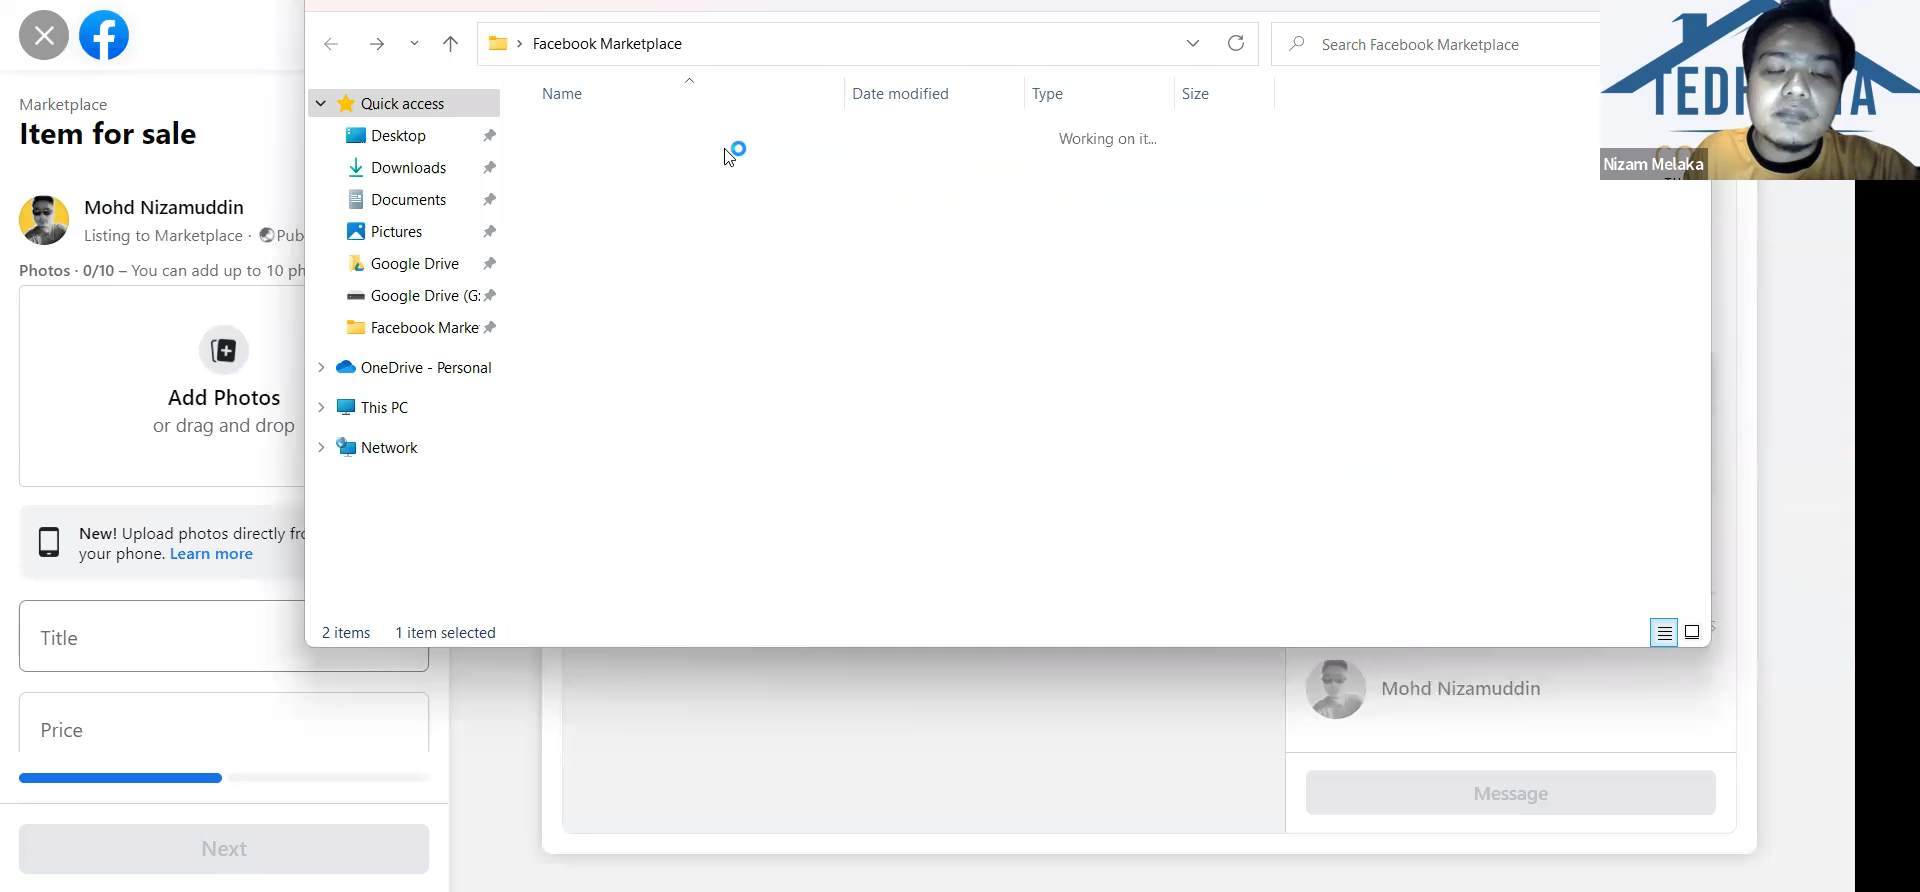 Marketplace
Item for sale
Mohd Nizamuddin
Listing to Marketplace · Pub
Photos · 0/10 – You can add up to 10 ph
Add Photos
or drag and drop
New! Upload photos directly fro
your phone. Learn more
Title
Price
Next
Facebook Marketplace
Search Facebook Marketplace
Name
Date modified
Type
Size
Working on it...
Quick access
Desktop
Downloads
Documents
Pictures
Google Drive
Google Drive (G:
Facebook Marke
OneDrive - Personal
This PC
Network
2 items
1 item selected
Nizam Melaka
Mohd Nizamuddin
Message